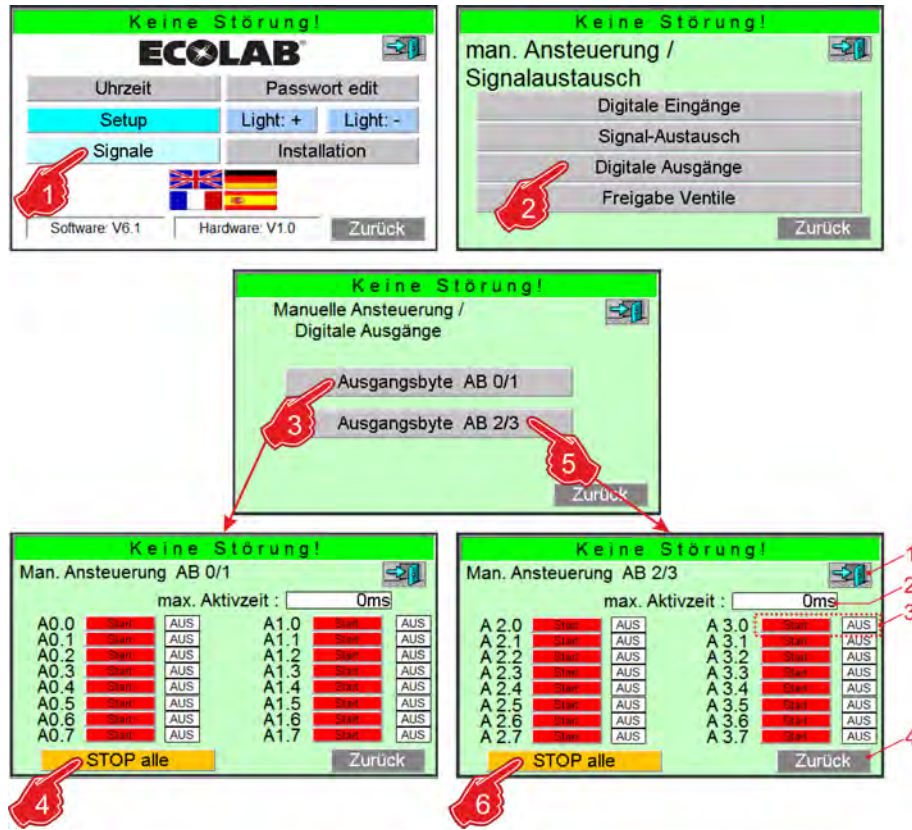 Keine Störung!
ECOLAB
Uhrzeit Passwort edit
Setup Light: + Light: -
Signale Installation
1
Software: V6.1 Hardware: V1.0 Zurück
Keine Störung!
man. Ansteuerung /
Signalaustausch
Digitale Eingänge
Signal-Austausch
Digitale Ausgänge
Freigabe Ventile
2
Zurück
Keine Störung!
Manuelle Ansteuerung /
Digitale Ausgänge
Ausgangsbyte AB 0/1
3
Ausgangsbyte AB 2/3
5
Zurück
Keine Störung!
Man. Ansteuerung AB 0/1
max. Aktivzeit : 0ms
A0.0 Start AUS A1.0 Start AUS
A0.1 Start AUS A1.1 Start AUS
A0.2 Start AUS A1.2 Start AUS
A0.3 Start AUS A1.3 Start AUS
A0.4 Start AUS A1.4 Start AUS
A0.5 Start AUS A1.5 Start AUS
A0.6 Start AUS A1.6 Start AUS
A0.7 Start AUS A1.7 Start AUS
STOP alle Zurück
4
Keine Störung!
Man. Ansteuerung AB 2/3
1
max. Aktivzeit : 0ms
2
A 2.0 Start AUS A 3.0 Start AUS
3
A 2.1 Start AUS A 3.1 Start AUS
A 2.2 Start AUS A 3.2 Start AUS
A 2.3 Start AUS A 3.3 Start AUS
A 2.4 Start AUS A 3.4 Start AUS
A 2.5 Start AUS A 3.5 Start AUS
A 2.6 Start AUS A 3.6 Start AUS
A 2.7 Start AUS A 3.7 Start AUS
STOP alle Zurück
4
6